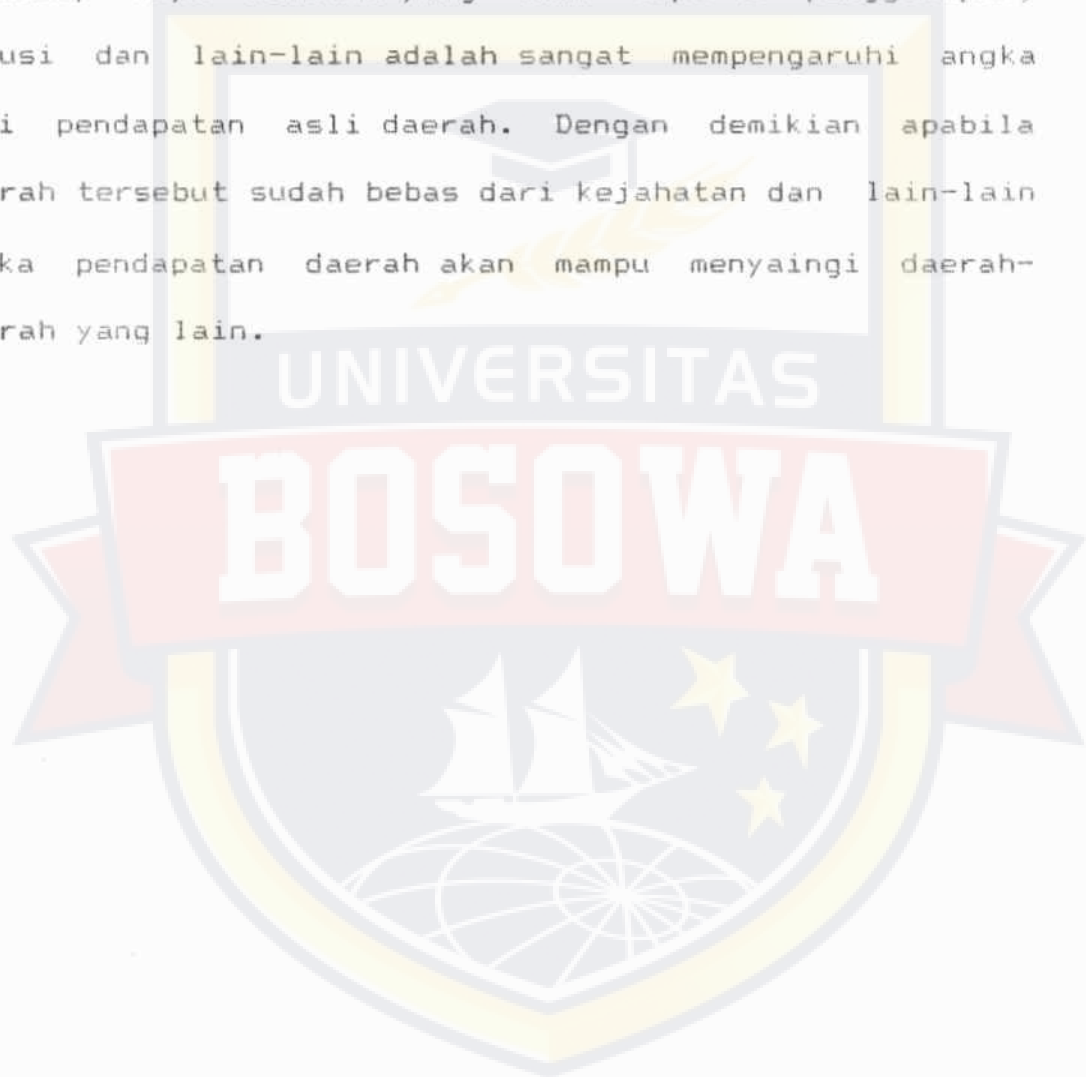 usi dan lain-lain adalah sangat mempengaruhi angka
i pendapatan asli daerah. Dengan demikian apabila
rah tersebut sudah bebas dari kejahatan dan lain-lain
ka pendapatan daerah akan mampu menyaingi daerah-
rah yang lain.
UNIVERSITAS
BOSOWA